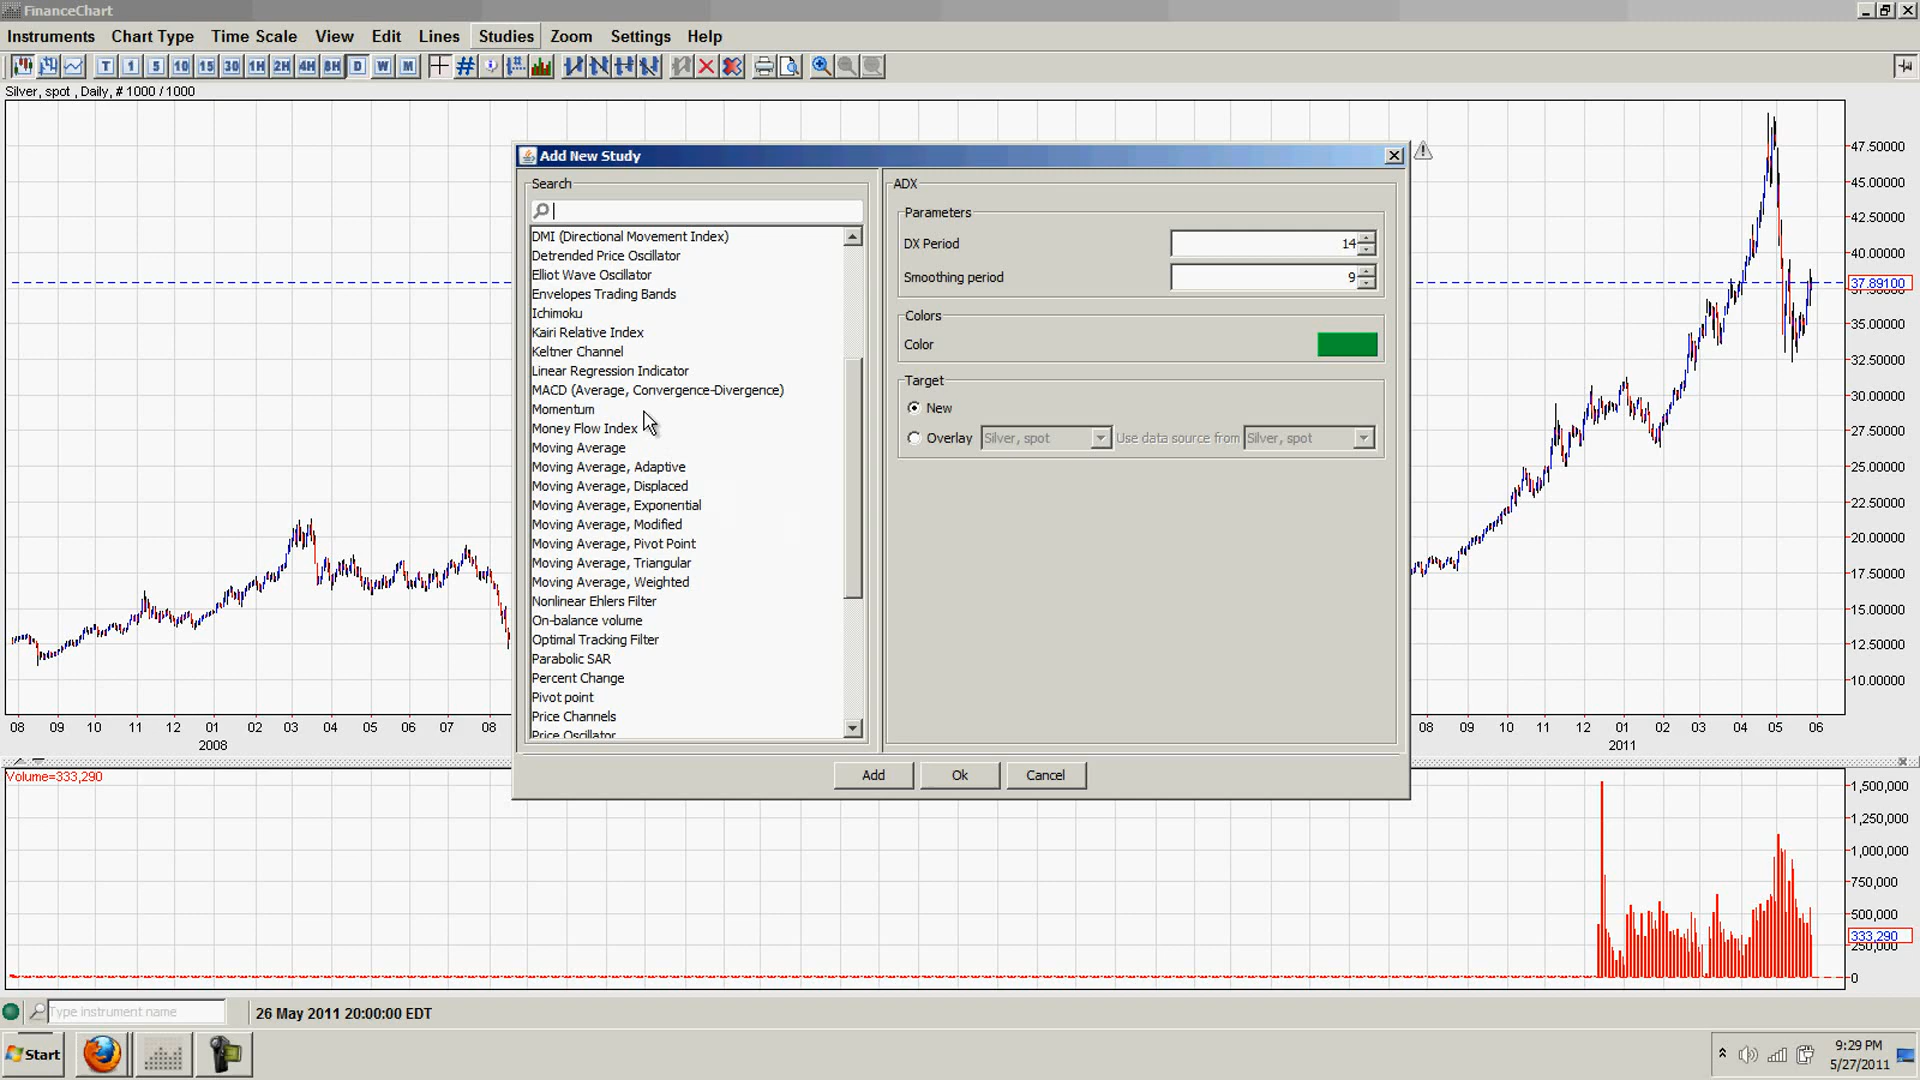 FinanceChart
Instruments Chart Type Time Scale View Edit Lines Studies Zoom Settings Help
T 1 5 10 15 30 1H 2H 4H 8H D W M
Silver, spot , Daily, # 1000 / 1000
Add New Study
Search
DMI (Directional Movement Index)
Detrended Price Oscillator
Elliot Wave Oscillator
Envelopes Trading Bands
Ichimoku
Kairi Relative Index
Keltner Channel
Linear Regression Indicator
MACD (Average, Convergence-Divergence)
Momentum
Money Flow Index
Moving Average
Moving Average, Adaptive
Moving Average, Displaced
Moving Average, Exponential
Moving Average, Modified
Moving Average, Pivot Point
Moving Average, Triangular
Moving Average, Weighted
Nonlinear Ehlers Filter
On-balance volume
Optimal Tracking Filter
Parabolic SAR
Percent Change
Pivot point
Price Channels
Price Oscillator
ADX
Parameters
DX Period 14
Smoothing period 9
Colors
Color
Target
New
Overlay Silver, spot Use data source from Silver, spot
Add Ok Cancel
47.50000
45.00000
42.50000
40.00000
37.89100
35.00000
32.50000
30.00000
27.50000
25.00000
22.50000
20.00000
17.50000
15.00000
12.50000
10.00000
08 09 10 11 12 01 02 03 04 05 06 07 08
08 09 10 11 12 01 02 03 04 05 06
2008 2011
Volume=333,290
1,500,000
1,250,000
1,000,000
750,000
500,000
333,290
250,000
0
Type instrument name
26 May 2011 20:00:00 EDT
Start
9:29 PM
5/27/2011